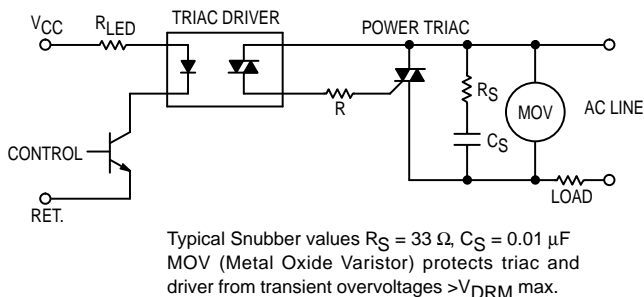 TRIAC DRIVER
POWER TRIAC
VCC
RLED
R
RS
CS
MOV
AC LINE
LOAD
CONTROL
RET.
Typical Snubber values RS = 33 Ω, CS = 0.01 μF
MOV (Metal Oxide Varistor) protects triac and
driver from transient overvoltages >VDRM max.